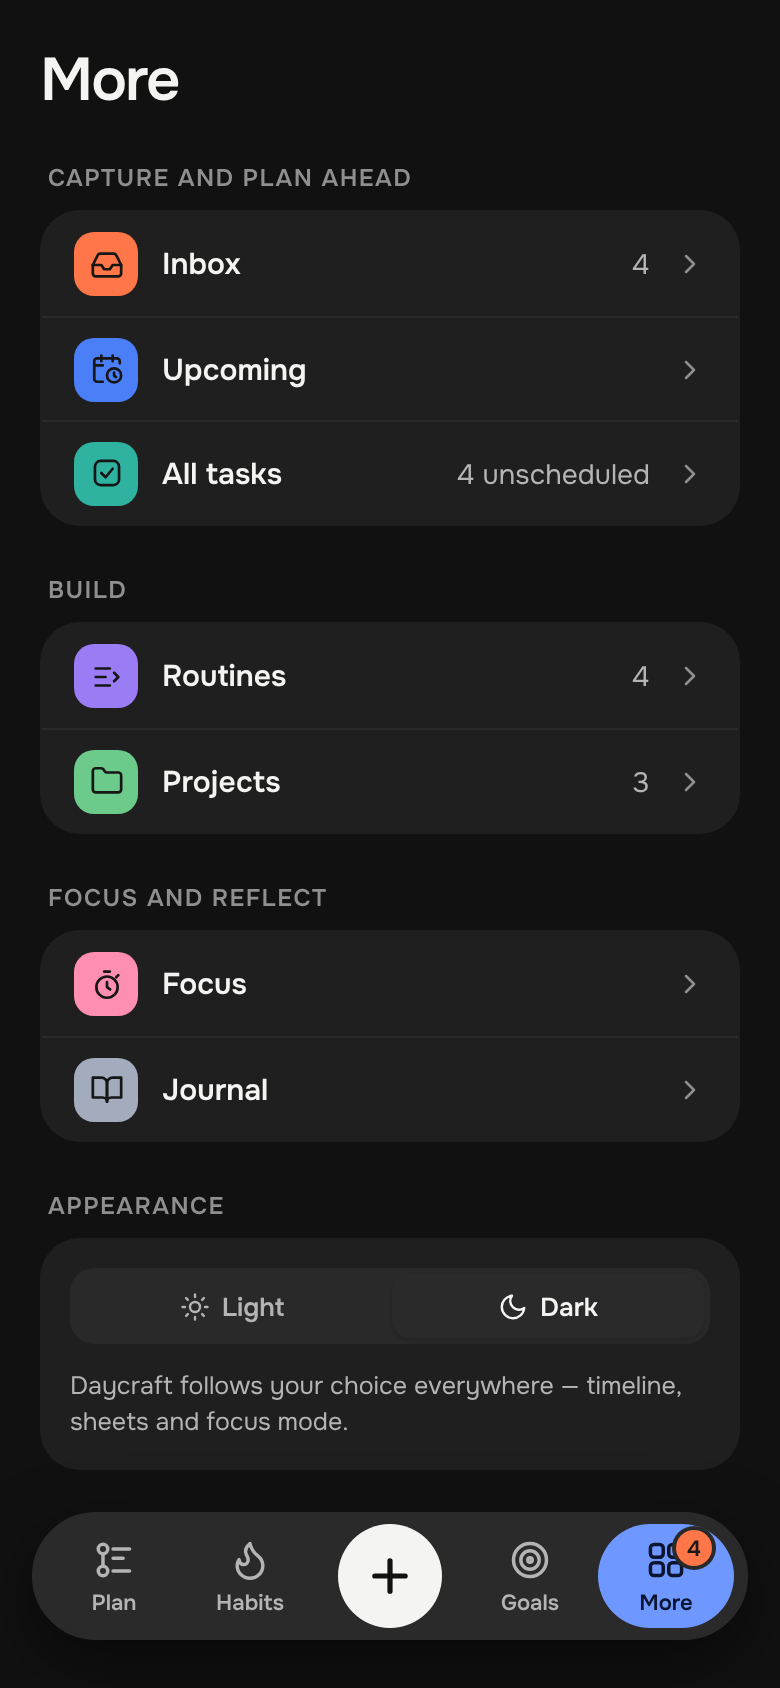 More
CAPTURE AND PLAN AHEAD
Inbox 4
Upcoming
All tasks 4 unscheduled
BUILD
Routines 4
Projects 3
FOCUS AND REFLECT
Focus
Journal
APPEARANCE
Light Dark
Daycraft follows your choice everywhere — timeline,
sheets and focus mode.
4
Plan Habits Goals More